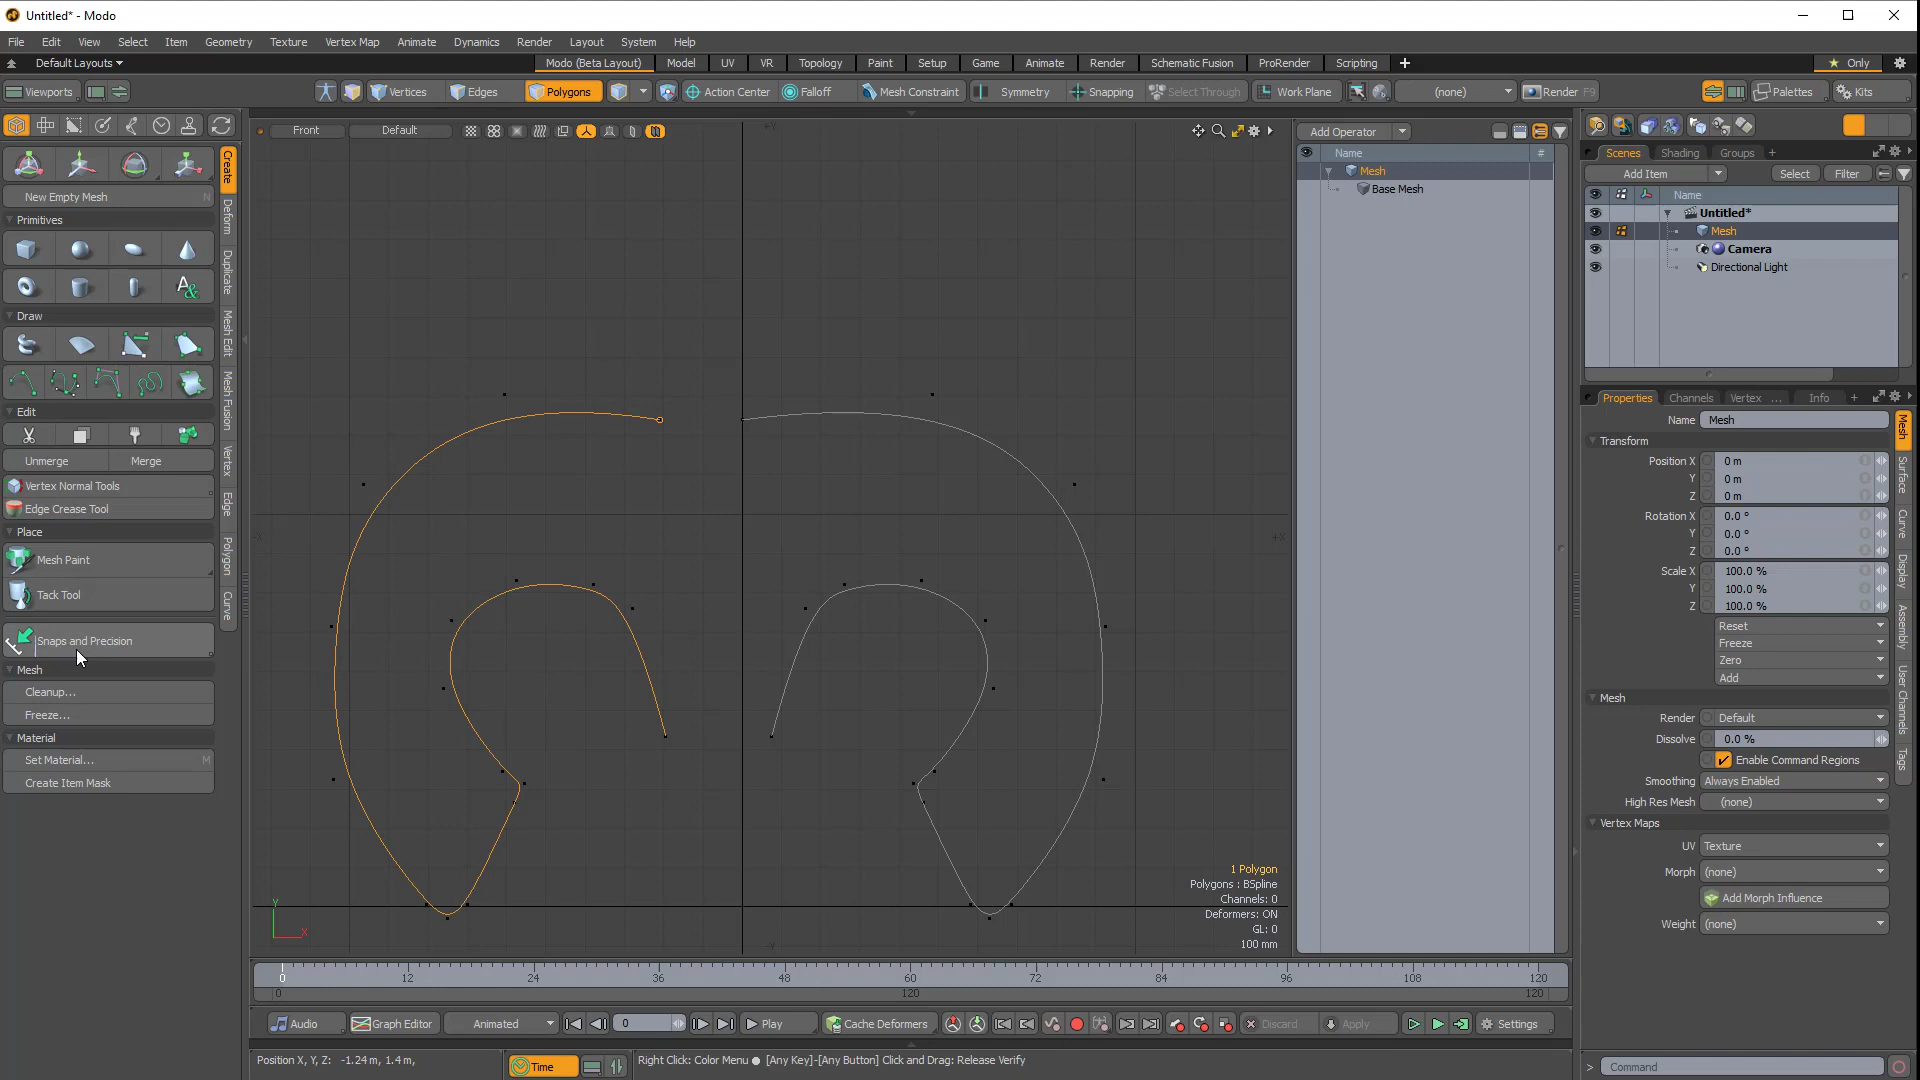 Untitled* - Modo
File Edit View Select Item Geometry Texture Vertex Map Animate Dynamics Render Layout System Help
Default Layouts Modo (Beta Layout) Model UV VR Topology Paint Setup Game Animate Render Schematic Fusion ProRender Scripting + Only
Viewports Vertices Edges Polygons Action Center Falloff Mesh Constraint Symmetry Snapping Select Through Work Plane (none) Render F9 Palettes Kits
Front Default
Add Operator
Name #
Mesh
Base Mesh
New Empty Mesh N
Primitives
Draw
Edit
Unmerge Merge
Vertex Normal Tools
Edge Crease Tool
Place
Mesh Paint
Tack Tool
Snaps and Precision
Mesh
Cleanup...
Freeze...
Material
Set Material... M
Create Item Mask
Create
Deform
Duplicate
Mesh Edit
Mesh Fusion
Vertex
Edge
Polygon
Curve
1 Polygon
Polygons : BSpline
Channels: 0
Deformers: ON
GL: 0
100 mm
Y
X
Scenes Shading Groups +
Add Item Select Filter
Name
Untitled*
Mesh
Camera
Directional Light
Properties Channels Vertex ... Info +
Name Mesh
Transform
Position X 0 m
Y 0 m
Z 0 m
Rotation X 0.0 °
Y 0.0 °
Z 0.0 °
Scale X 100.0 %
Y 100.0 %
Z 100.0 %
Reset
Freeze
Zero
Add
Mesh
Render Default
Dissolve 0.0 %
Enable Command Regions
Smoothing Always Enabled
High Res Mesh (none)
Vertex Maps
UV Texture
Morph (none)
Add Morph Influence
Weight (none)
Mesh
Surface
Curve
Display
Assembly
User Channels
Tags
0 12 24 36 48 60 72 84 96 108 120
0 120 120
Audio Graph Editor Animated 0 Play Cache Deformers Discard Apply Settings
Position X, Y, Z: -1.24 m, 1.4 m, Time Right Click: Color Menu ● [Any Key]-[Any Button] Click and Drag: Release Verify
> Command